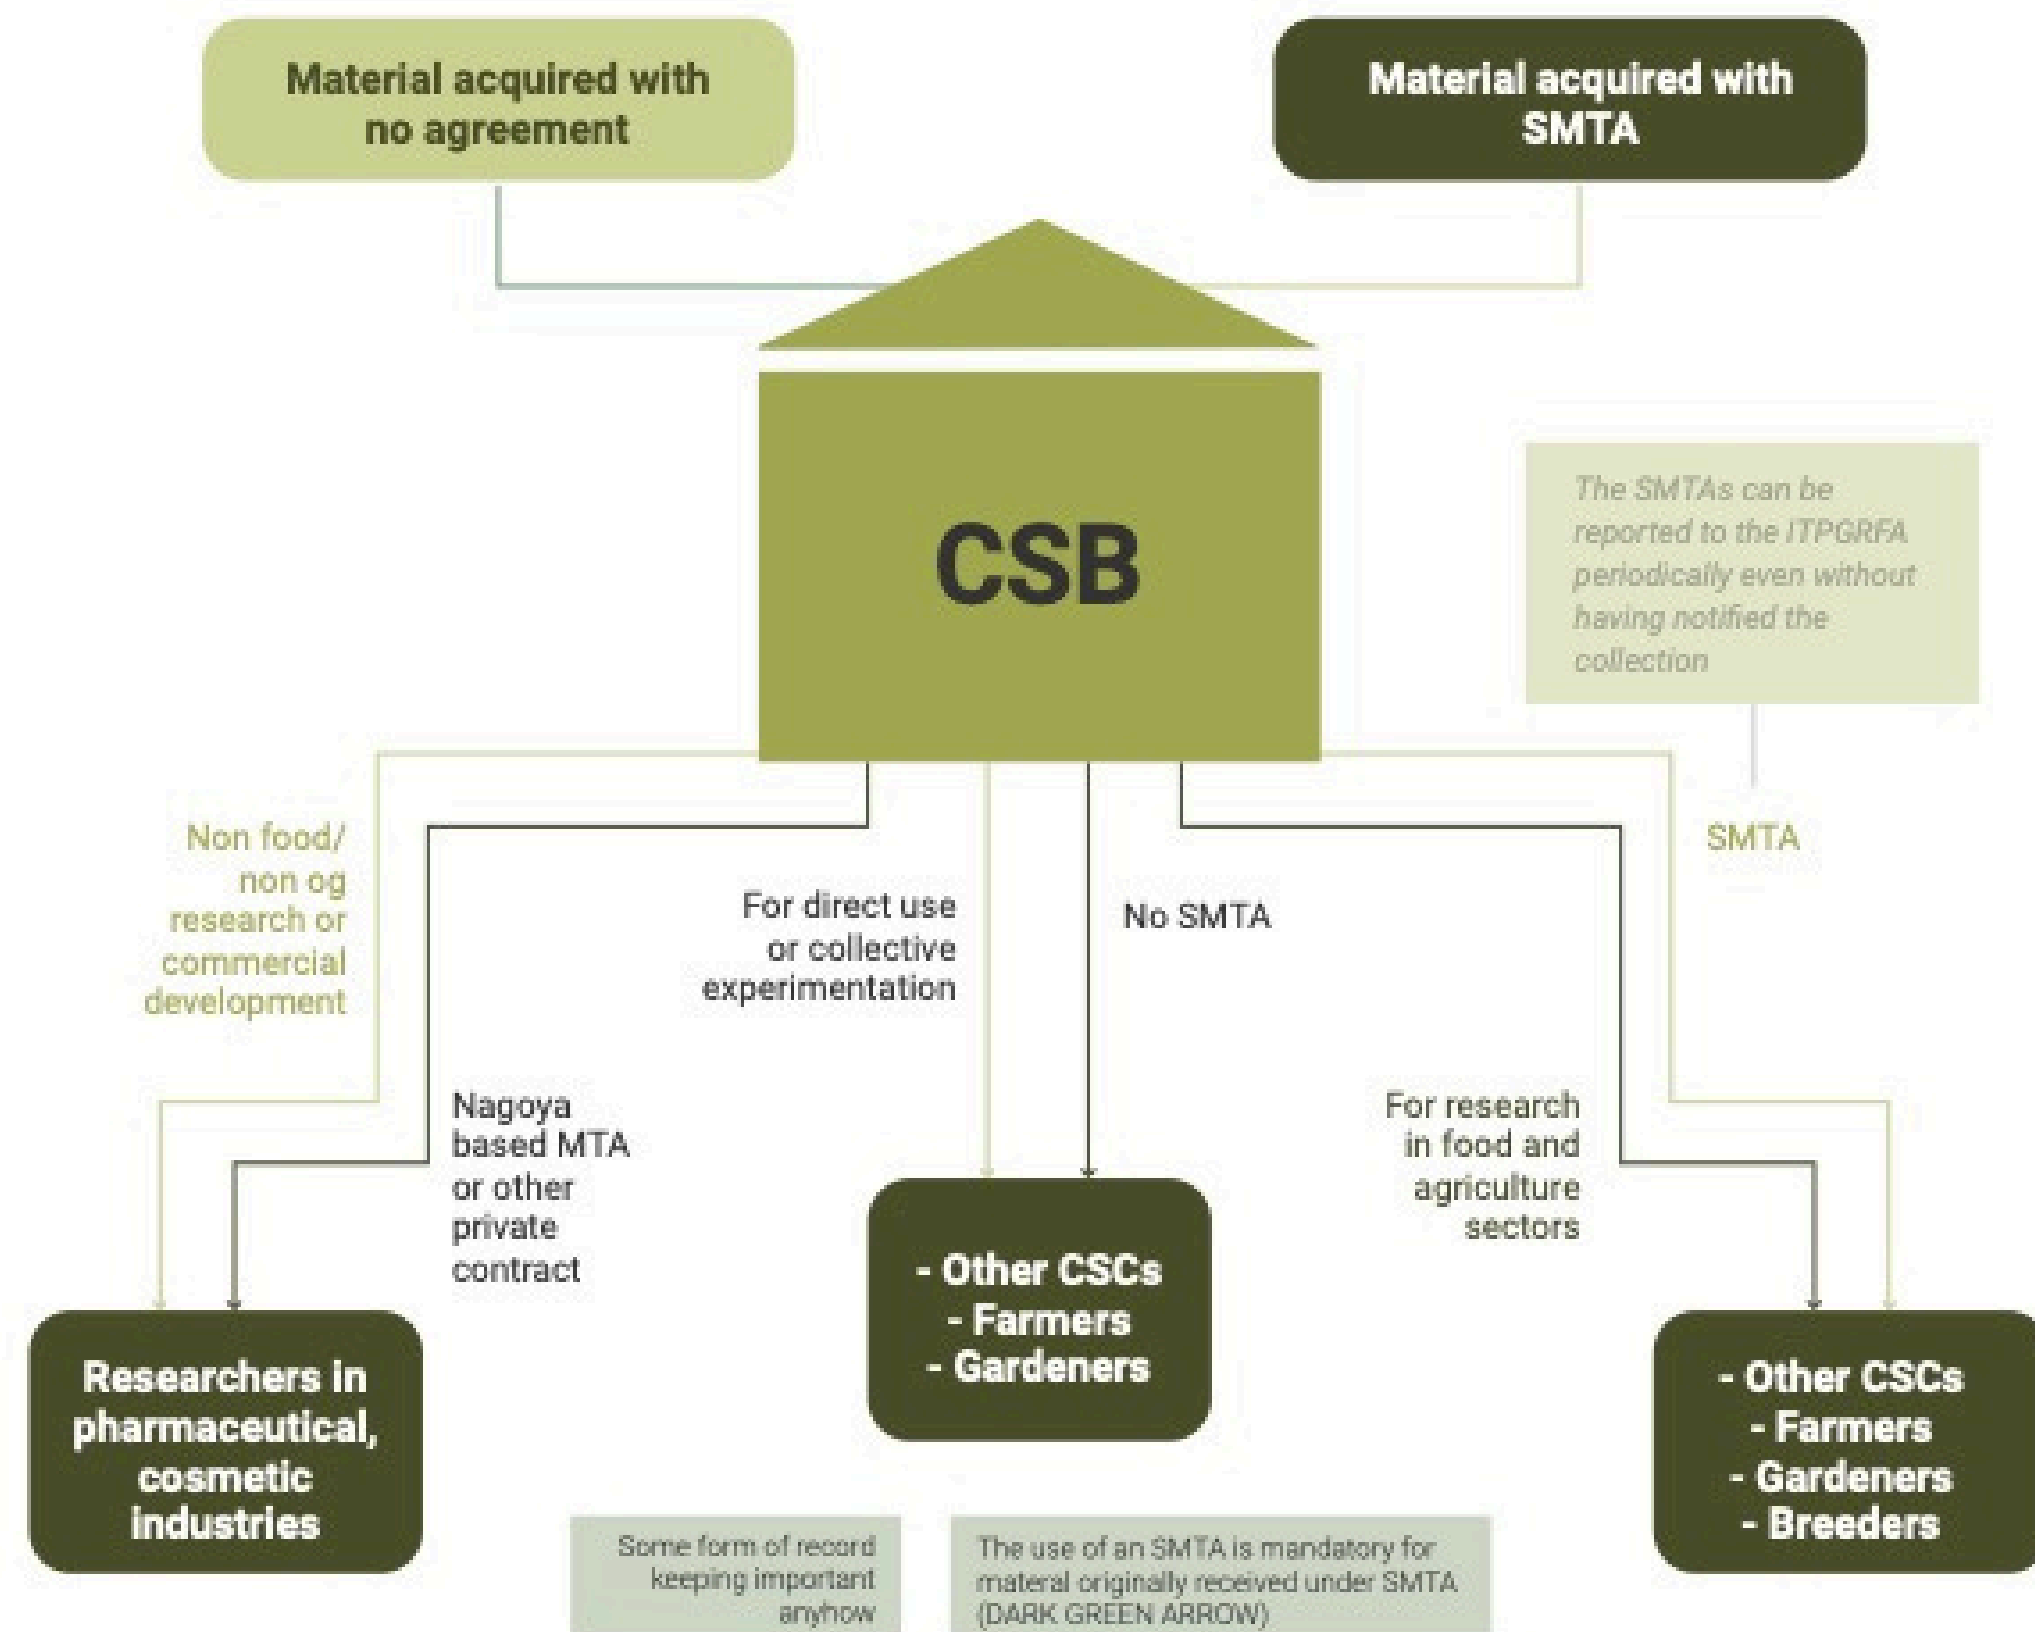 Material acquired with
no agreement
Material acquired with
SMTA
CSB
The SMTAs can be
reported to the ITPGRFA
periodically even without
having notified the
collection
Non food/
non og
research or
commercial
development
For direct use
or collective
experimentation
No SMTA
SMTA
Nagoya
based MTA
or other
private
contract
For research
in food and
agriculture
sectors
Researchers in
pharmaceutical,
cosmetic
industries
- Other CSCs
- Farmers
- Gardeners
- Other CSCs
- Farmers
- Gardeners
- Breeders
Some form of record
keeping important
anyhow
The use of an SMTA is mandatory for
materal originally received under SMTA
(DARK GREEN ARROW)